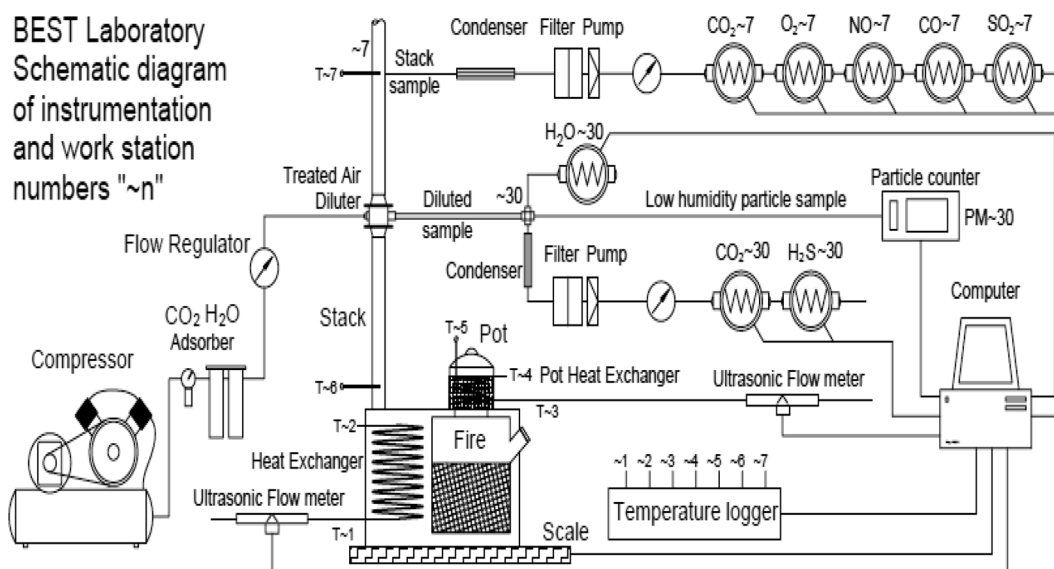 BEST Laboratory
Schematic diagram
of instrumentation
and work station
numbers "~n"
~7
T~7
Stack
sample
Condenser
Filter Pump
CO₂~7
O₂~7
NO~7
CO~7
SO₂~7
H₂O~30
Treated Air
Diluter
Diluted
sample
~30
Low humidity particle sample
Particle counter
PM~30
Flow Regulator
Condenser
Filter Pump
CO₂~30
H₂S~30
Computer
CO₂ H₂O
Adsorber
Stack
T~5
Pot
Compressor
T~6
T~4
Pot Heat Exchanger
T~3
Ultrasonic Flow meter
T~2
Fire
Heat Exchanger
~1
~2
~3
~4
~5
~6
~7
Temperature logger
Ultrasonic Flow meter
T~1
Scale